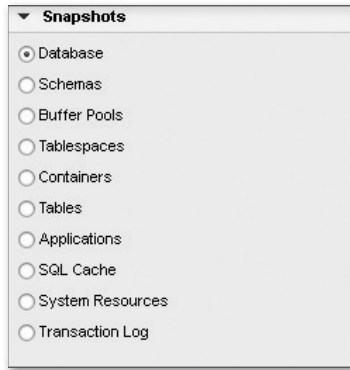 Snapshots
Database
Schemas
Buffer Pools
Tablespaces
Containers
Tables
Applications
SQL Cache
System Resources
Transaction Log